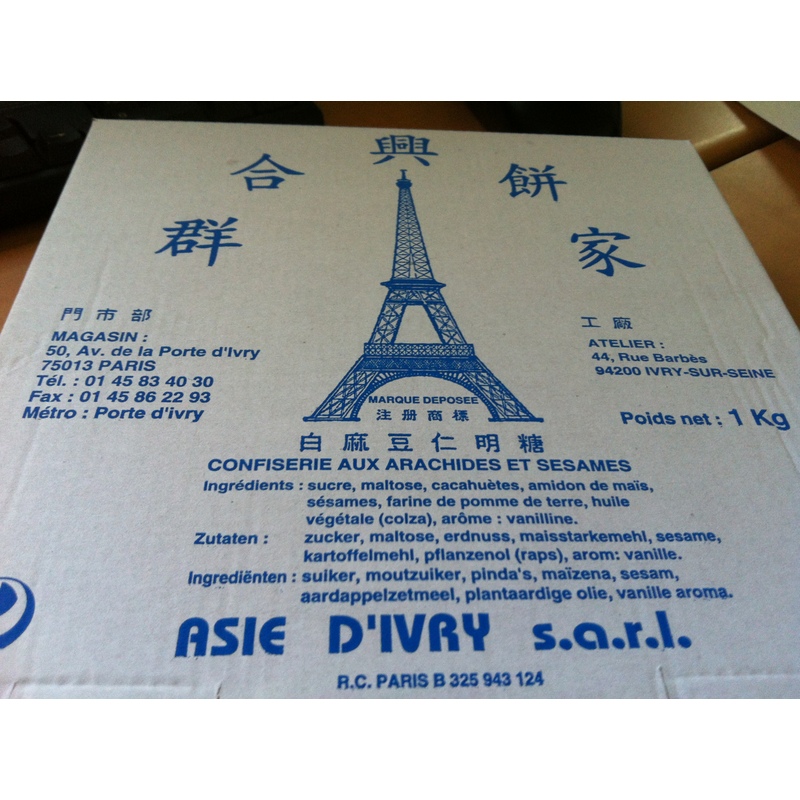 群合興餅家
門市部
MAGASIN :
50, Av. de la Porte d'Ivry
75013 PARIS
Tél. : 01 45 83 40 30
Fax : 01 45 86 22 93
Métro : Porte d'ivry
工廠
ATELIER :
44, Rue Barbès
94200 IVRY-SUR-SEINE
Poids net : 1 Kg
MARQUE DEPOSEE
注册商標
白麻豆仁明糖
CONFISERIE AUX ARACHIDES ET SESAMES
Ingrédients : sucre, maltose, cacahuètes, amidon de maïs,
sésames, farine de pomme de terre, huile
végétale (colza), arôme : vanilline.
Zutaten : zucker, maltose, erdnuss, maisstarkemehl, sesame,
kartoffelmehl, pflanzenol (raps), arom: vanille.
Ingrediënten : suiker, moutzuiker, pinda's, maïzena, sesam,
aardappelzetmeel, plantaardige olie, vanille aroma.
ASIE D'IVRY s.a.r.l.
R.C. PARIS B 325 943 124